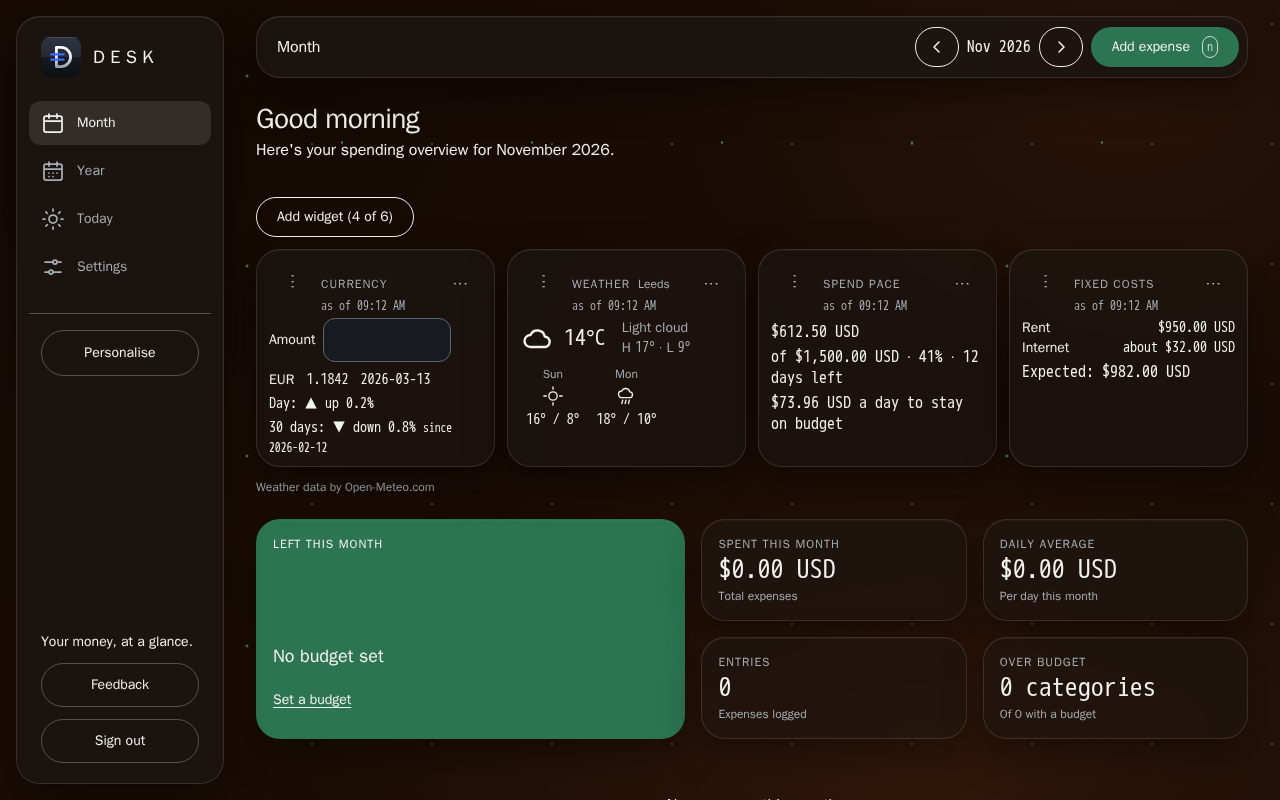 DESK
Month
Year
Today
Settings
Personalise
Your money, at a glance.
Feedback
Sign out
Month
Nov 2026
Add expense n
Good morning
Here's your spending overview for November 2026.
Add widget (4 of 6)
CURRENCY
as of 09:12 AM
Amount
EUR 1.1842 2026-03-13
Day: ▲ up 0.2%
30 days: ▼ down 0.8% since
2026-02-12
WEATHER Leeds
as of 09:12 AM
14°C
Light cloud
H 17° · L 9°
Sun Mon
16° / 8° 18° / 10°
SPEND PACE
as of 09:12 AM
$612.50 USD
of $1,500.00 USD · 41% · 12
days left
$73.96 USD a day to stay
on budget
FIXED COSTS
as of 09:12 AM
Rent $950.00 USD
Internet about $32.00 USD
Expected: $982.00 USD
Weather data by Open-Meteo.com
LEFT THIS MONTH
No budget set
Set a budget
SPENT THIS MONTH
$0.00 USD
Total expenses
DAILY AVERAGE
$0.00 USD
Per day this month
ENTRIES
0
Expenses logged
OVER BUDGET
0 categories
Of 0 with a budget